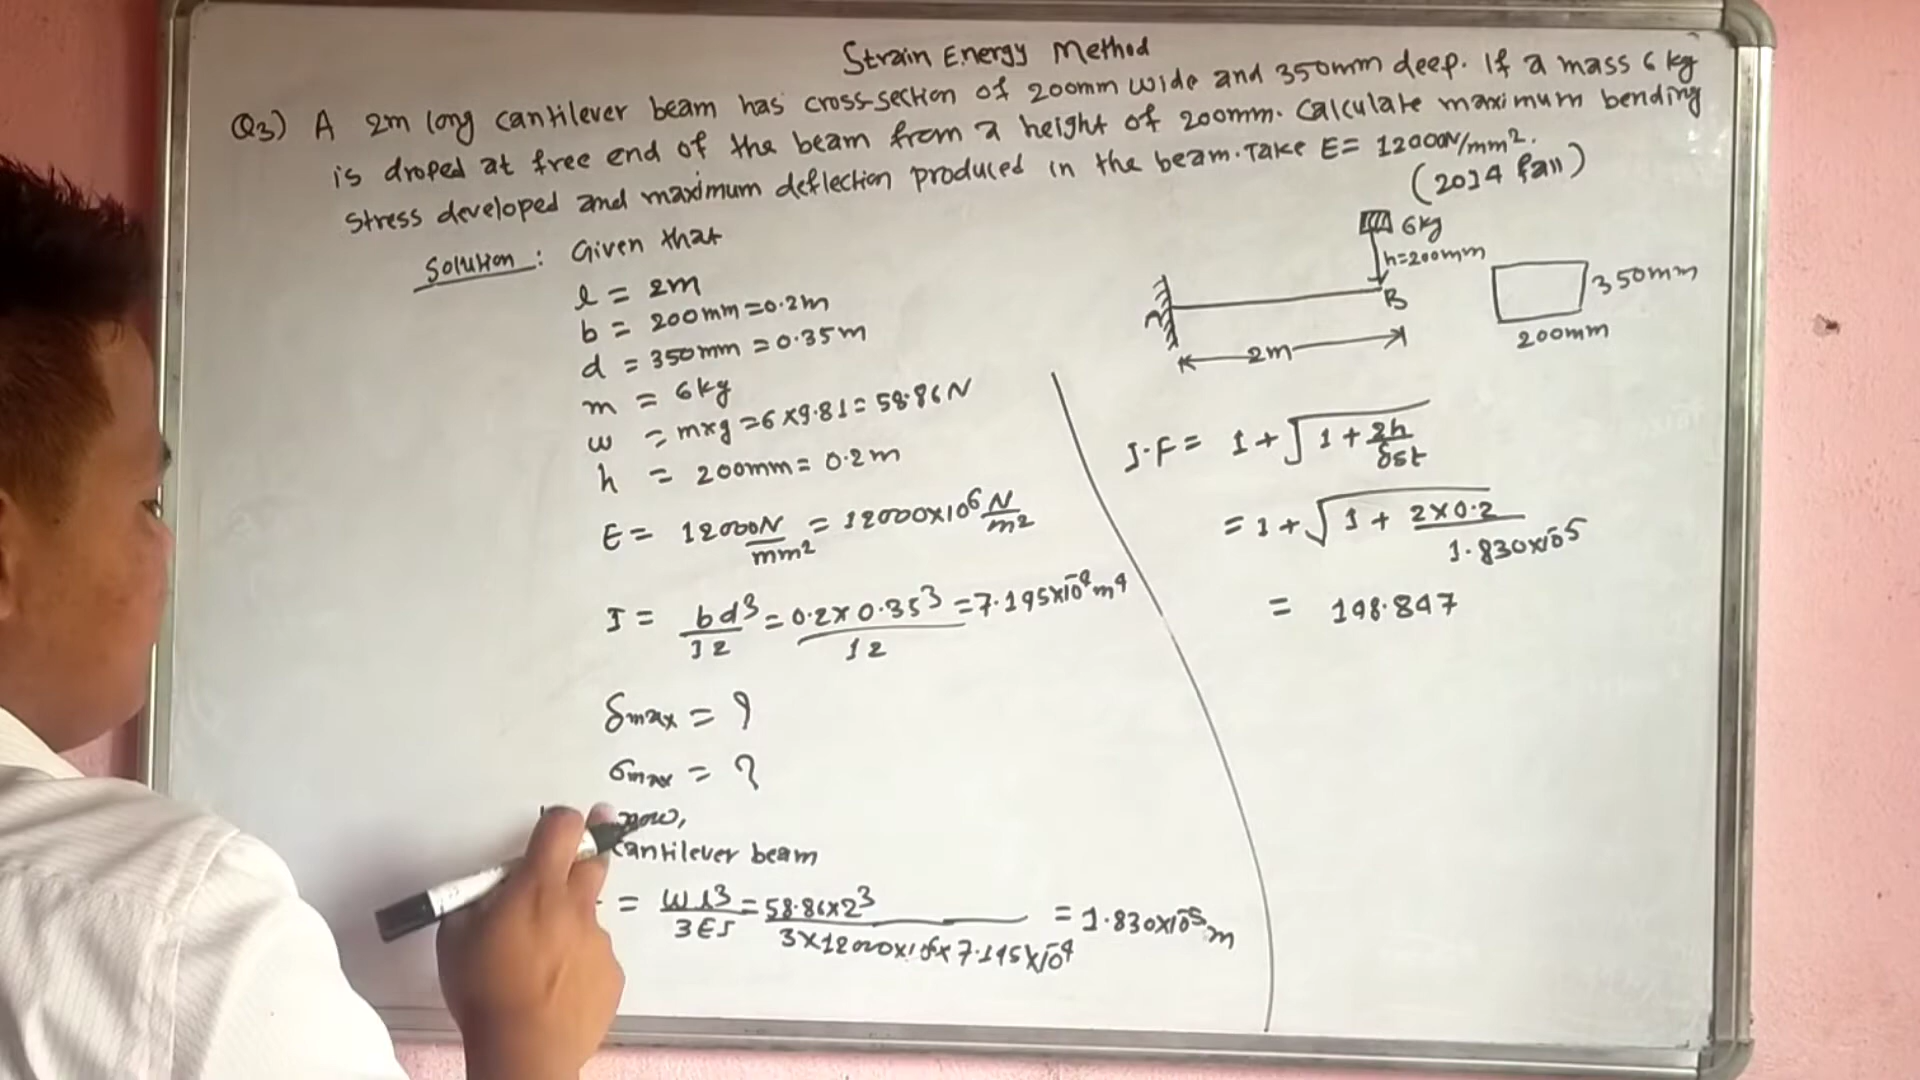 Strain Energy Method
Q3) A 2m long cantilever beam has cross-section of 200mm wide and 350mm deep. If a mass 6 kg
is droped at free end of the beam from a height of 200mm. Calculate maximum bending
stress developed and maximum deflection produced in the beam. Take E = 12000N/mm².
(2014 fall)
Solution: Given that
l = 2m
b = 200mm = 0.2m
d = 350mm = 0.35m
m = 6kg
w = m×g = 6×9.81 = 58.86N
h = 200mm = 0.2m
E = 12000N/mm² = 12000×10⁶ N/m²
I = bd³/12 = 0.2×0.35³/12 = 7.145×10⁻⁴m⁴
δmax = ?
σmax = ?
now,
cantilever beam
= wl³/3EI = 58.86×2³/3×12000×10⁶×7.145×10⁻⁴ = 1.830×10⁻⁵m
6kg
h=200mm
B
2m
350mm
200mm
I.F = 1+√1+2h/δst
= 1+√1+2×0.2/1.830×10⁻⁵
= 148.847